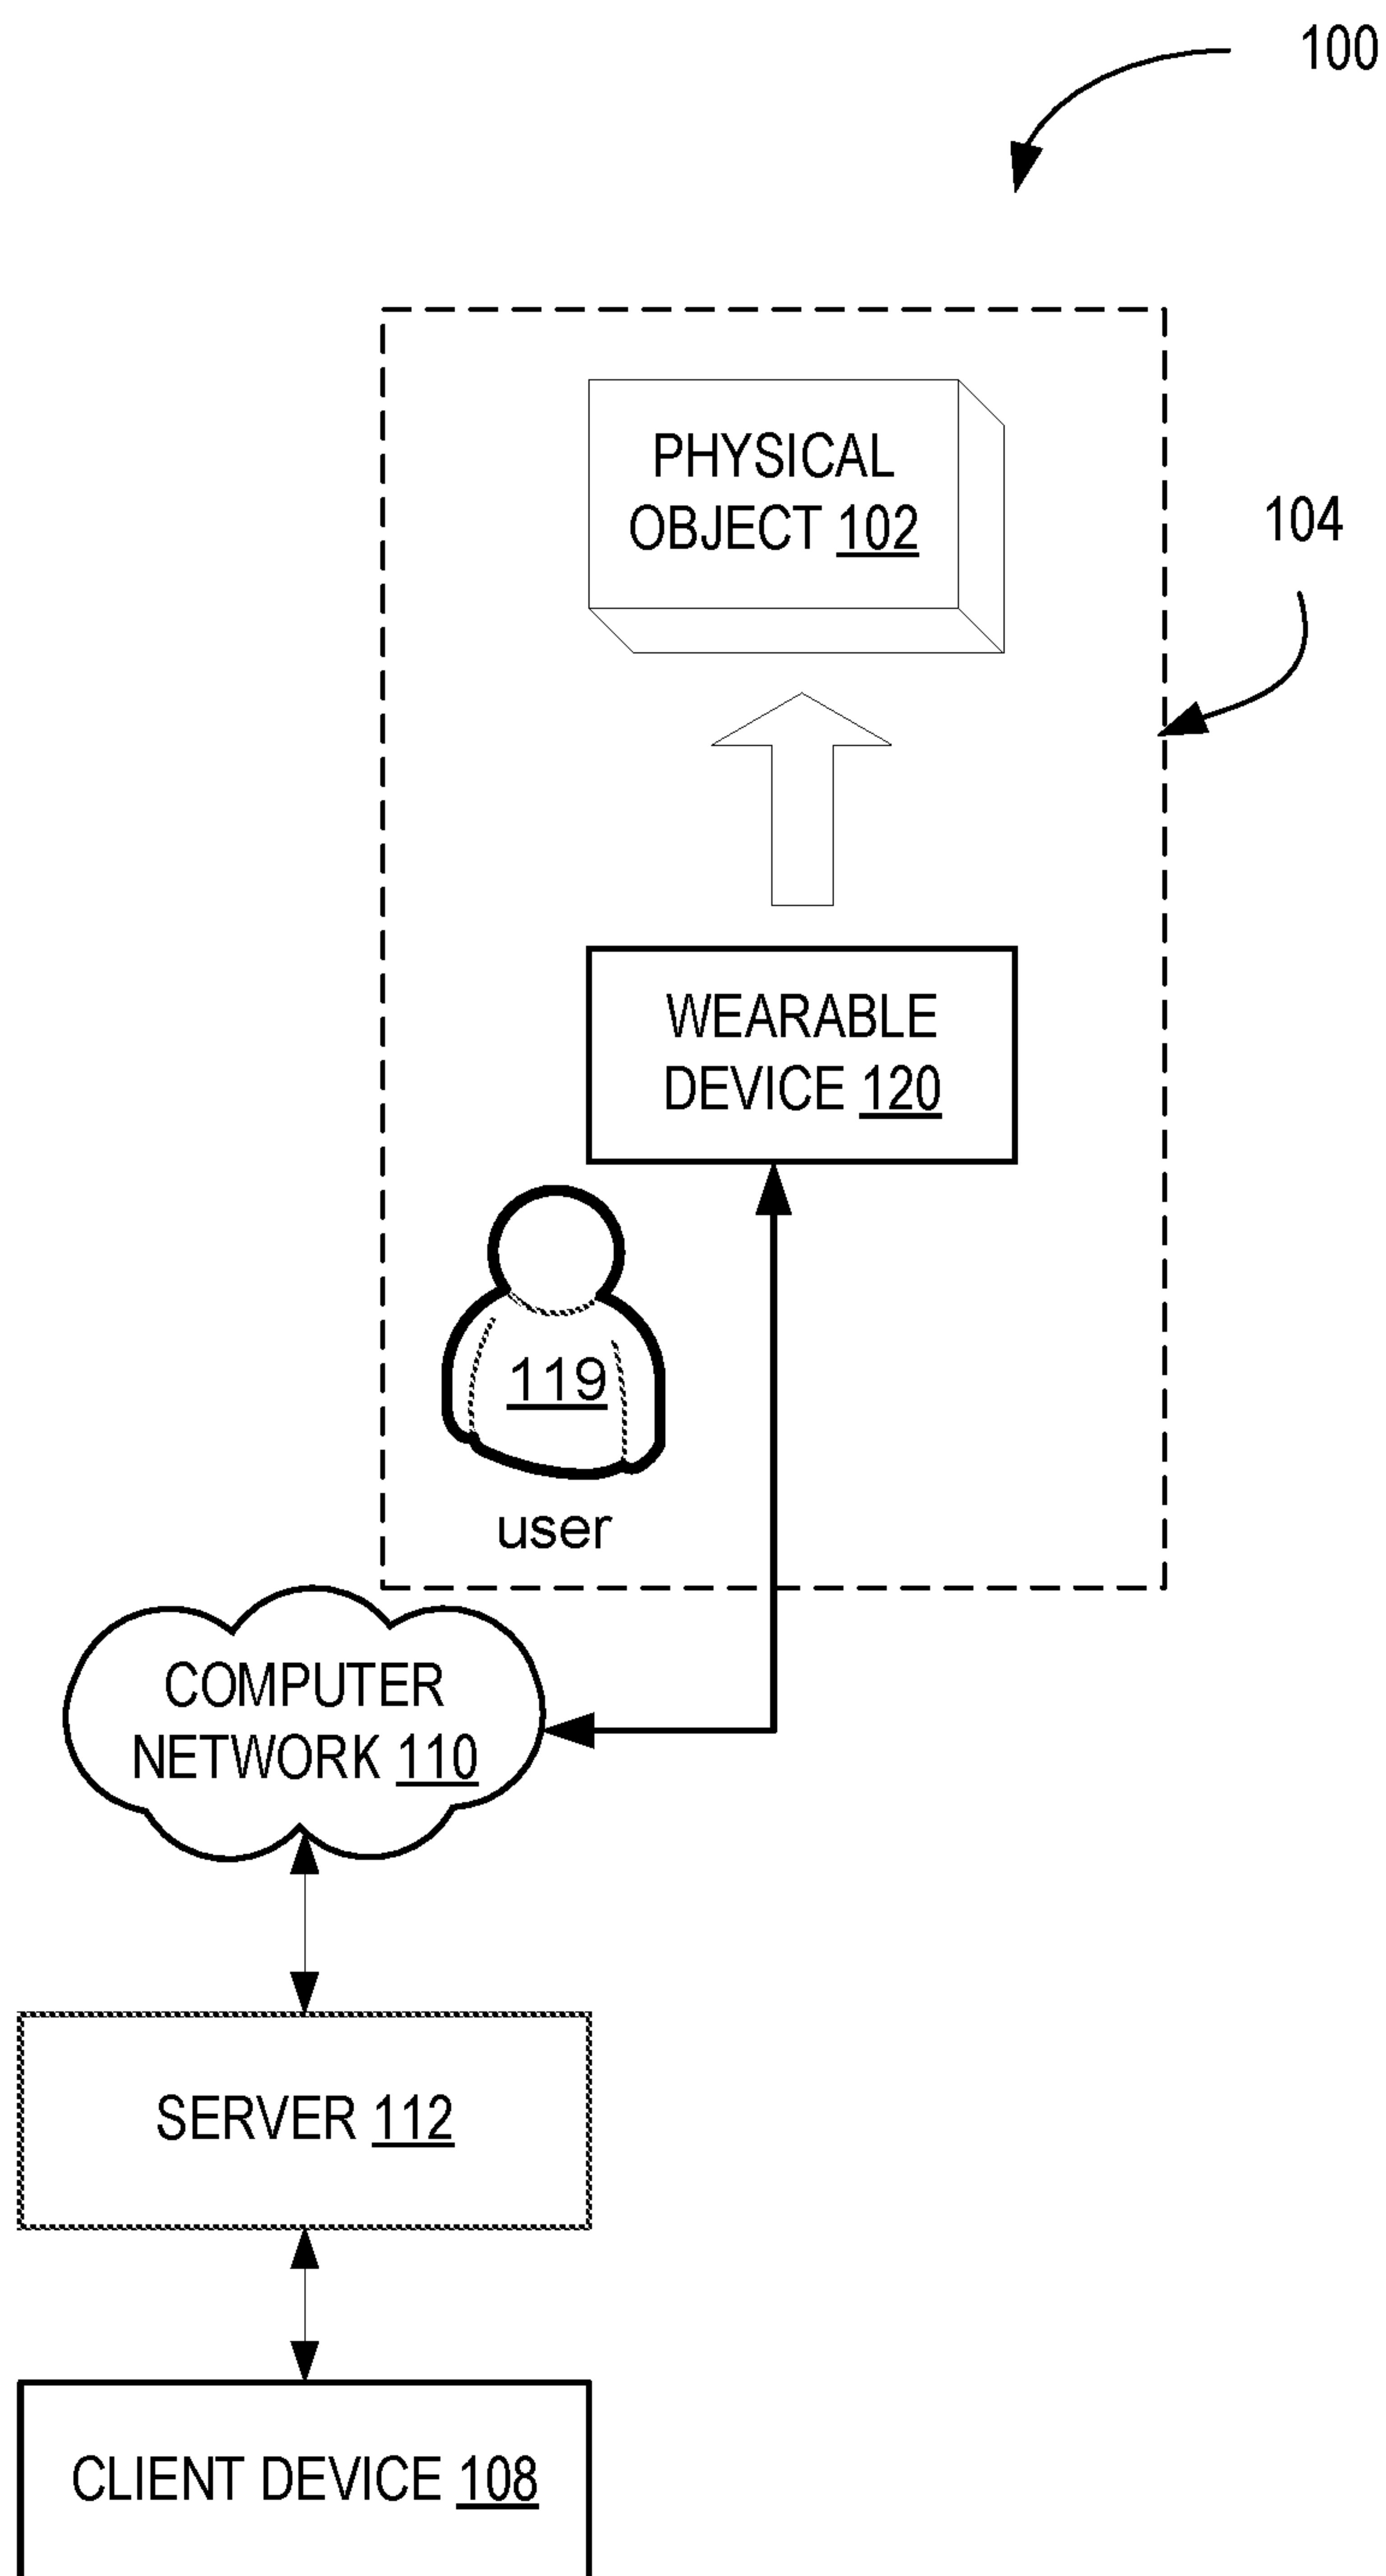 100
PHYSICAL
OBJECT 102
104
WEARABLE
DEVICE 120
119
user
COMPUTER
NETWORK 110
SERVER 112
CLIENT DEVICE 108